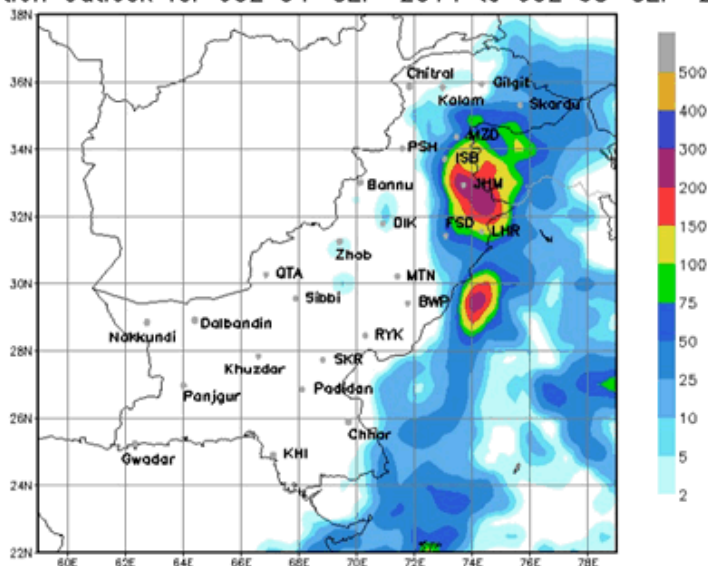 Outlook for to
38N
36N
34N
32N
30N
28N
26N
24N
22N
Chitral
Gilgit
Kalam
Skardu
MZD
PSH
ISB
Bannu
JHM
DIK
FSD
LHR
Zhob
QTA
MTN
Sibbi
BWP
Dalbandin
Nokkundi
RYK
Khuzdar
SKR
Panjgur
Padidan
Chhor
Gwadar
KHI
60E
62E
64E
66E
68E
70E
72E
74E
76E
78E
500
400
300
200
150
100
75
50
25
10
5
2